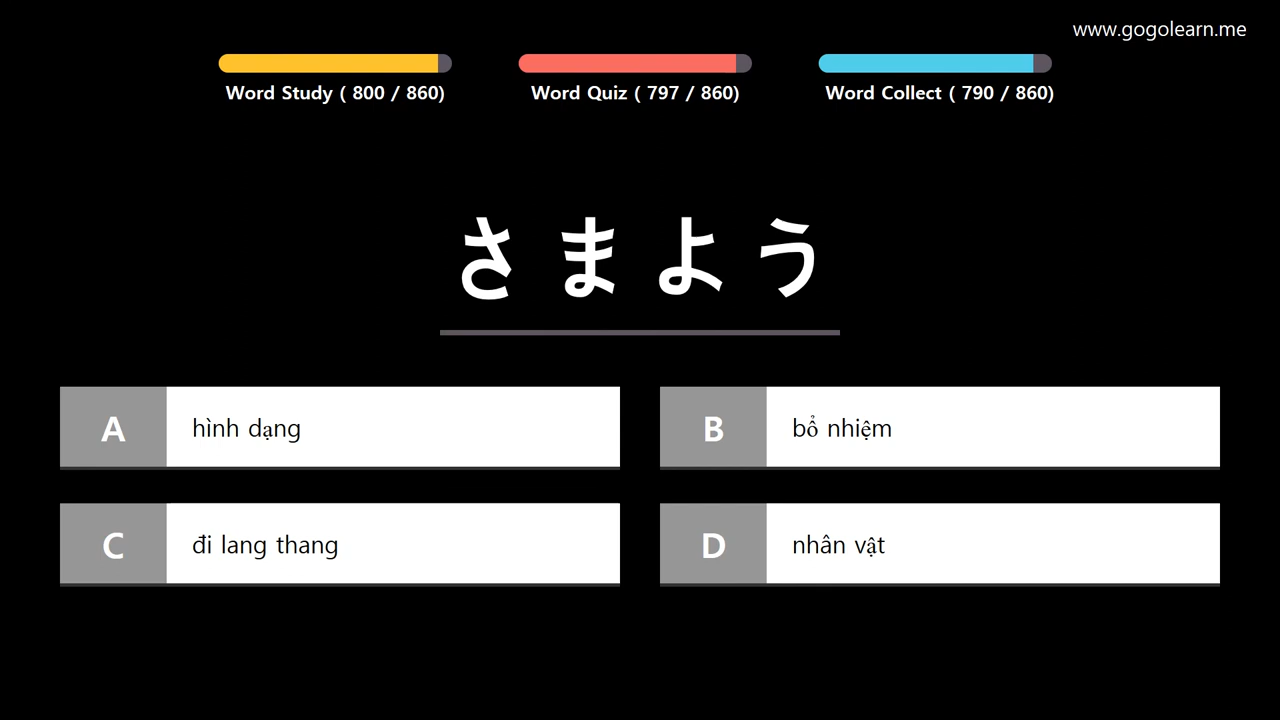 www.gogolearn.me
Word Study ( 800 / 860)
Word Quiz ( 797 / 860)
Word Collect ( 790 / 860)
さまよう
A
hình dạng
B
bổ nhiệm
C
đi lang thang
D
nhân vật